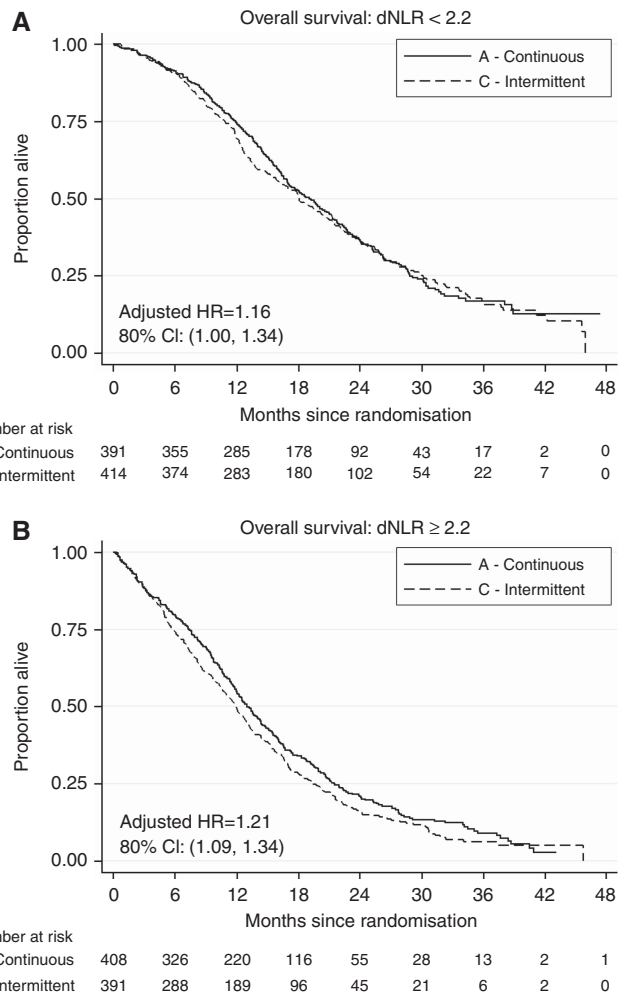 A
Overall survival: dNLR < 2.2
1.00
0.75
0.50
0.25
0.00
Proportion alive
A - Continuous
C - Intermittent
Adjusted HR=1.16
80% CI: (1.00, 1.34)
0 6 12 18 24 30 36 42 48
Months since randomisation
mber at risk
Continuous 391 355 285 178 92 43 17 2 0
Intermittent 414 374 283 180 102 54 22 7 0
B
Overall survival: dNLR ≥ 2.2
1.00
0.75
0.50
0.25
0.00
Proportion alive
A - Continuous
C - Intermittent
Adjusted HR=1.21
80% CI: (1.09, 1.34)
0 6 12 18 24 30 36 42 48
Months since randomisation
mber at risk
Continuous 408 326 220 116 55 28 13 2 1
Intermittent 391 288 189 96 45 21 6 2 0